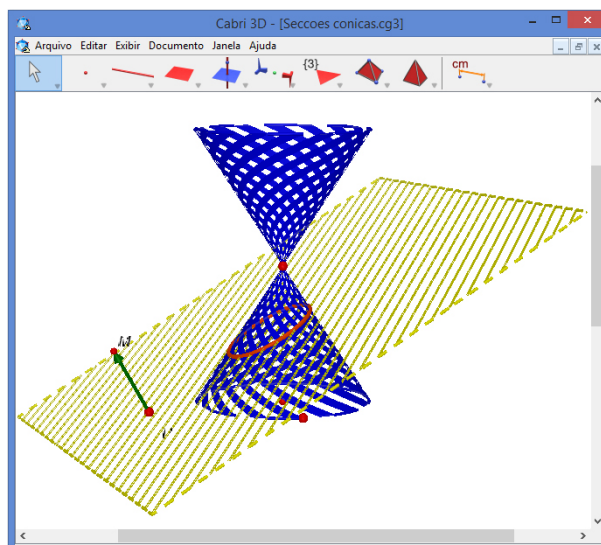 Cabri 3D - [Seccoes conicas.cg3]
Arquivo Editar Exibir Documento Janela Ajuda
{3}
cm
M